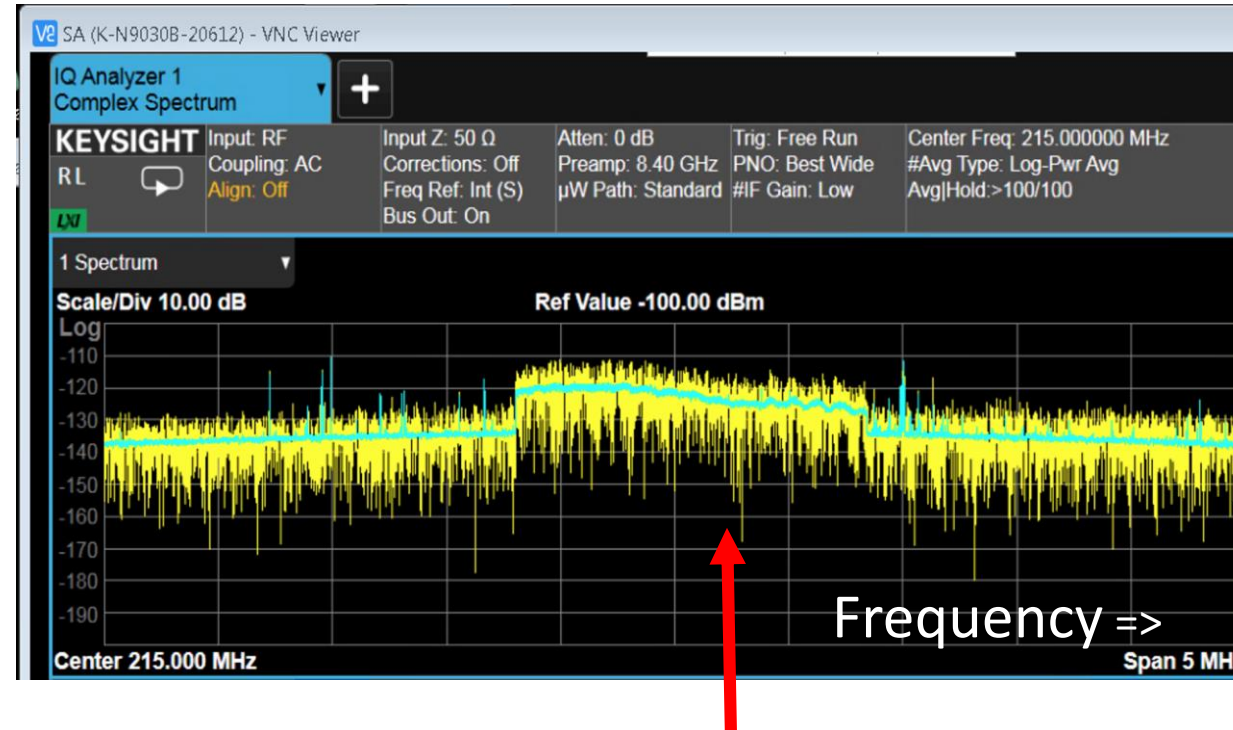 SA (K-N9030B-20612) - VNC Viewer
IQ Analyzer 1
Complex Spectrum
KEYSIGHT
R L
LXI
Input: RF
Coupling: AC
Align: Off
Input Z: 50 Ω
Corrections: Off
Freq Ref: Int (S)
Bus Out: On
Atten: 0 dB
Preamp: 8.40 GHz
µW Path: Standard
Trig: Free Run
PNO: Best Wide
#IF Gain: Low
Center Freq: 215.000000 MHz
#Avg Type: Log-Pwr Avg
Avg|Hold:>100/100
1 Spectrum
Scale/Div 10.00 dB
Ref Value -100.00 dBm
Log
-110
-120
-130
-140
-150
-160
-170
-180
-190
Frequency =>
Center 215.000 MHz
Span 5 MH